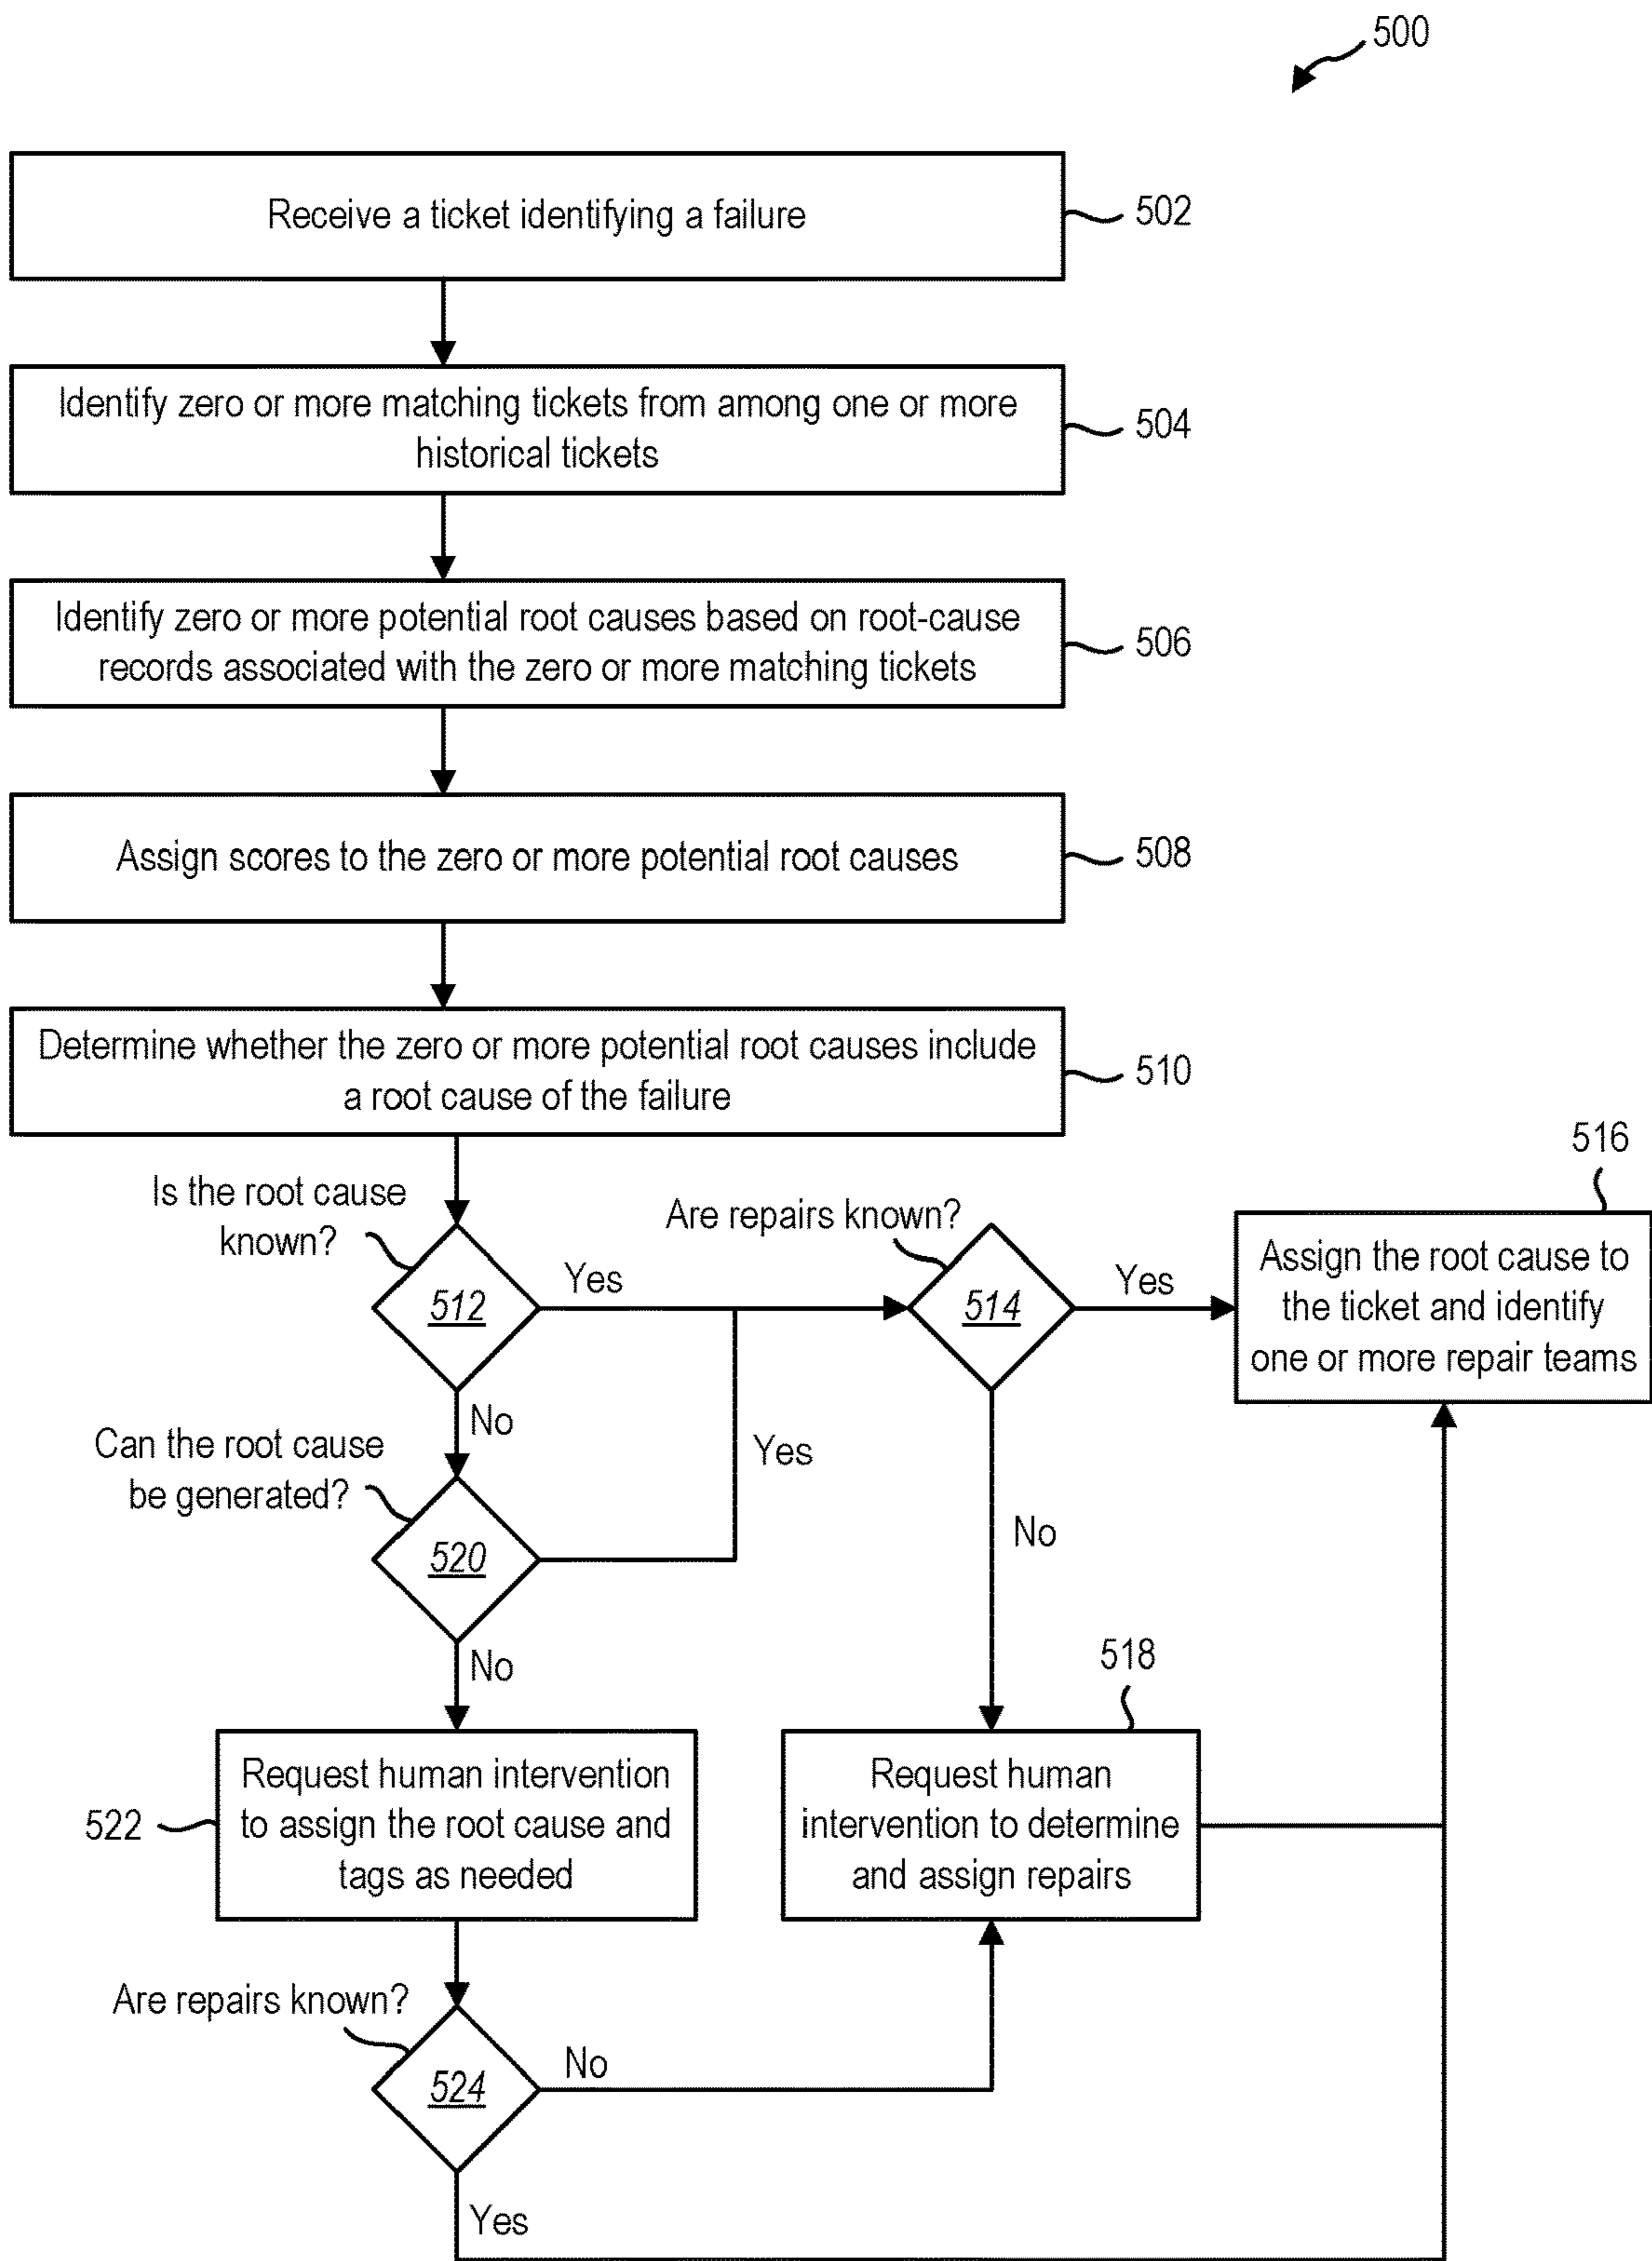 500
Receive a ticket identifying a failure
502
Identify zero or more matching tickets from among one or more
historical tickets
504
Identify zero or more potential root causes based on root-cause
records associated with the zero or more matching tickets
506
Assign scores to the zero or more potential root causes
508
Determine whether the zero or more potential root causes include
a root cause of the failure
510
Is the root cause
known?
512
Yes
Are repairs known?
514
Yes
516
Assign the root cause to
the ticket and identify
one or more repair teams
No
Can the root cause
be generated?
520
Yes
No
No
518
522
Request human intervention
to assign the root cause and
tags as needed
Request human
intervention to determine
and assign repairs
Are repairs known?
524
No
Yes